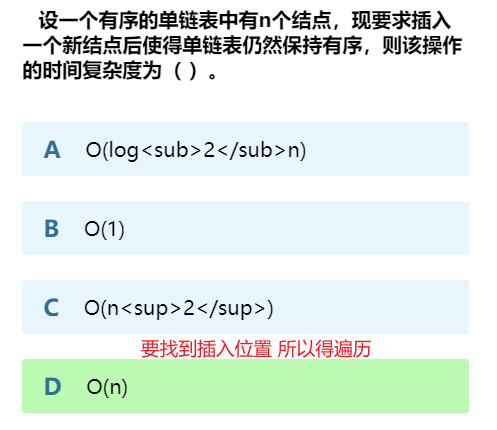 设一个有序的单链表中有n个结点，现要求插入
一个新结点后使得单链表仍然保持有序，则该操作
的时间复杂度为（ ）。
A O(log<sub>2</sub>n)
B O(1)
C O(n<sup>2</sup>)
要找到插入位置 所以得遍历
D O(n)